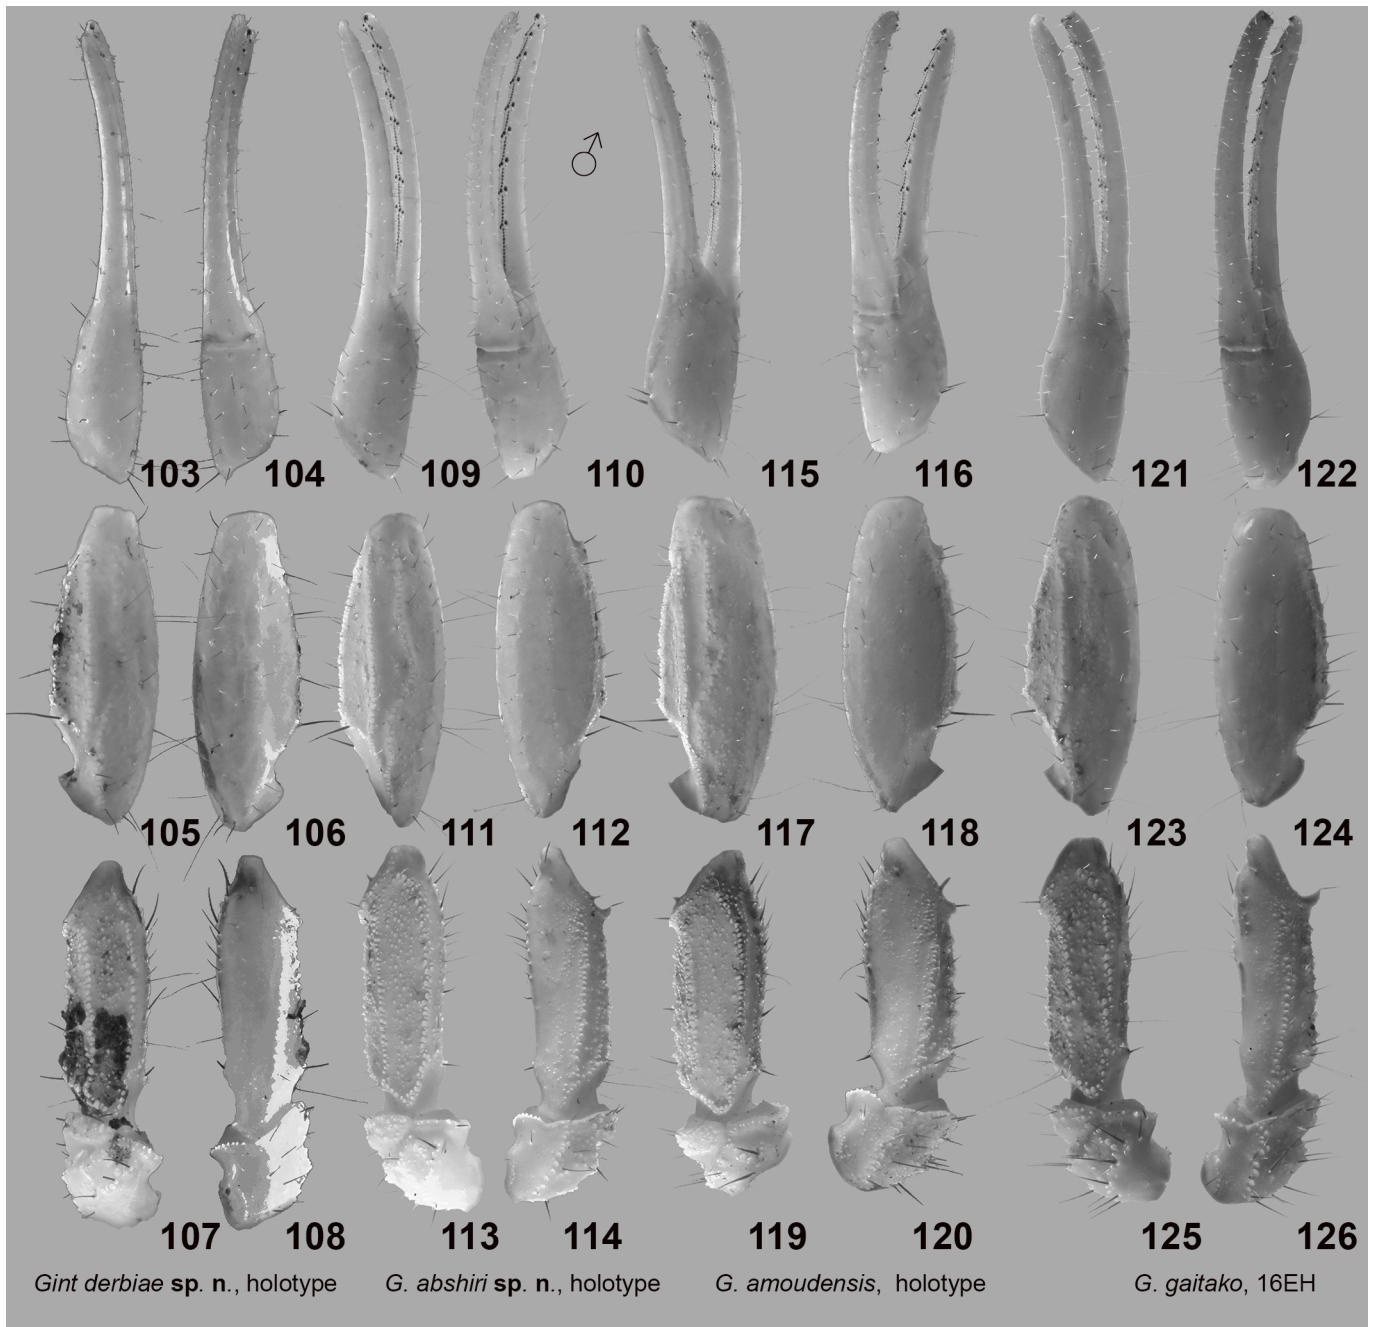 103 104 109 110 115 116 121 122
105 106 111 112 117 118 123 124
107 108 113 114 119 120 125 126
Gint derbiae sp. n., holotype G. abshiri sp. n., holotype G. amoudensis, holotype G. gaitako, 16EH